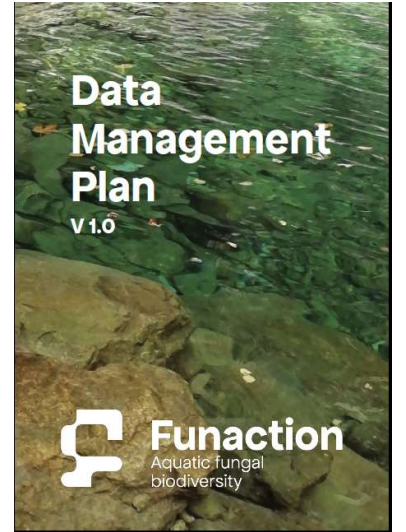 Data
Management
Plan
V 1.0
Funaction
Aquatic fungal
biodiversity